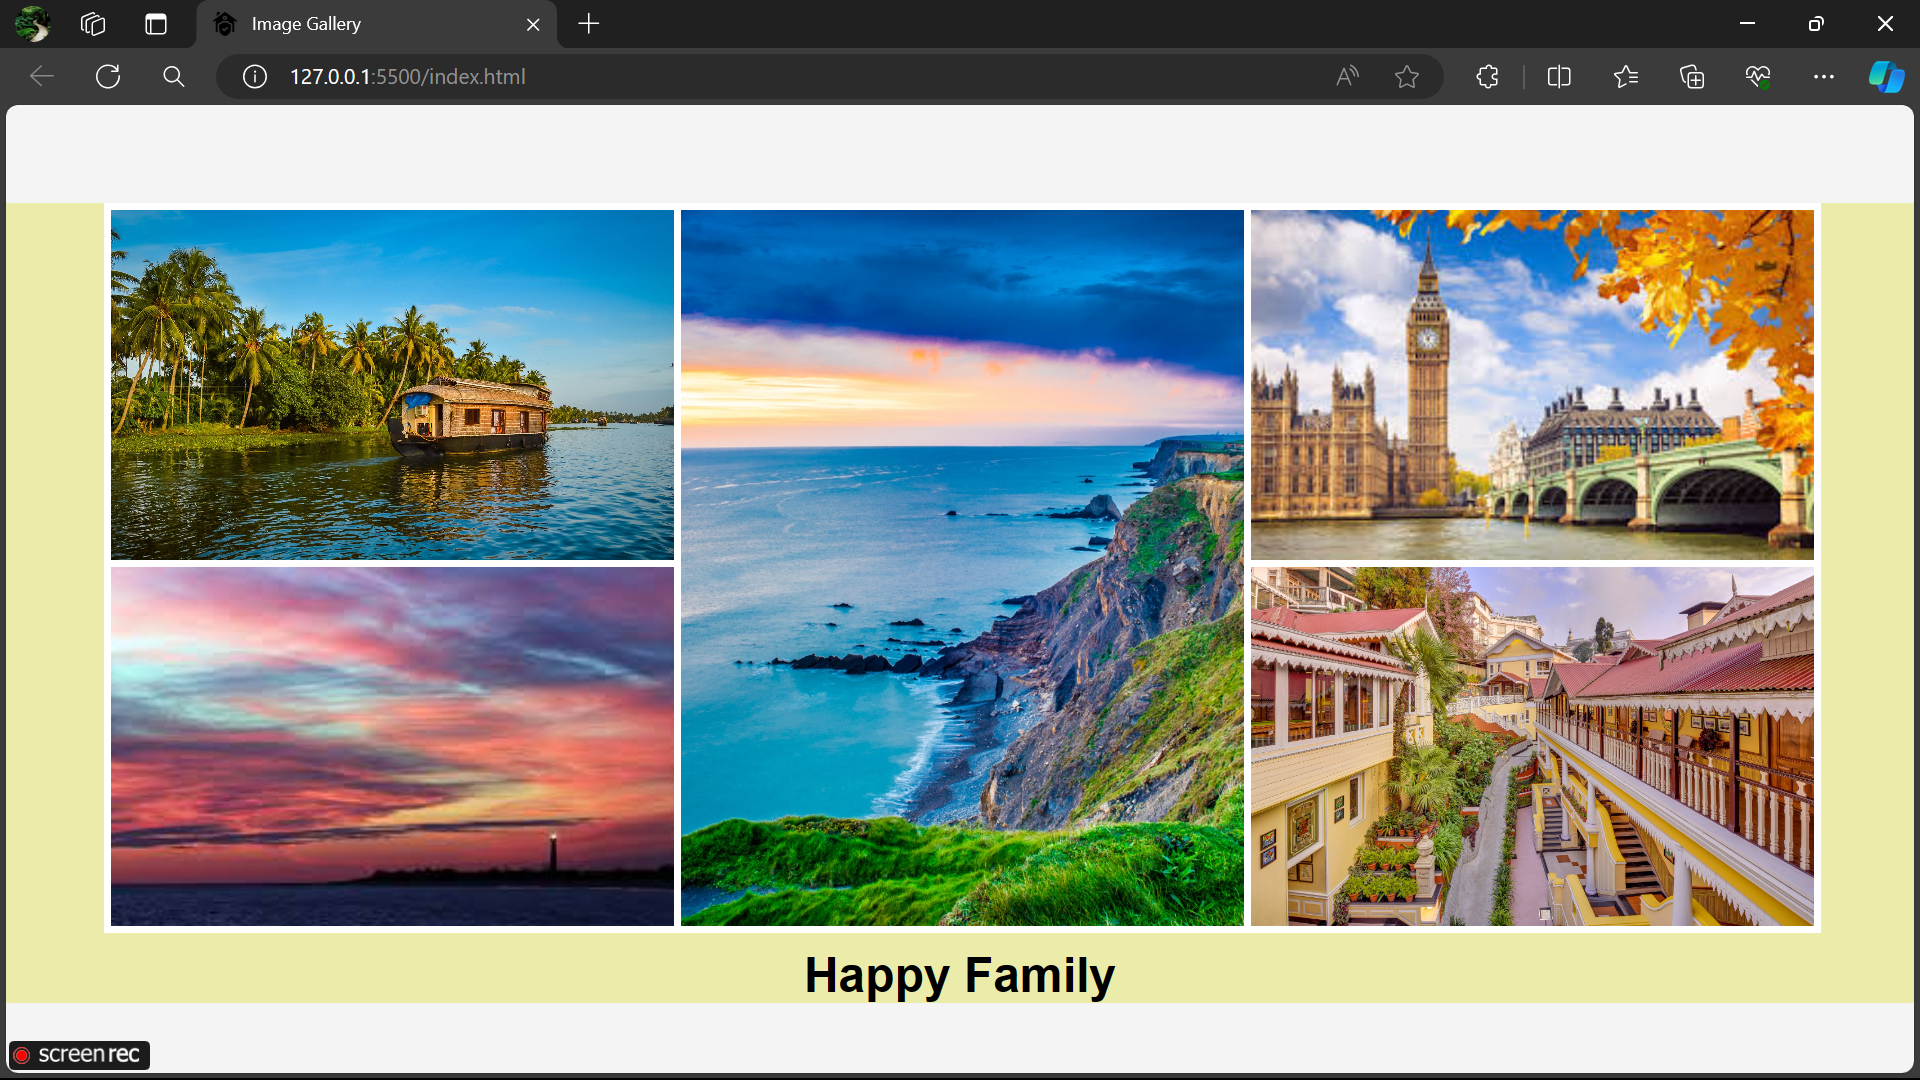 Image Gallery
127.0.0.1:5500/index.html
Happy Family
screenrec